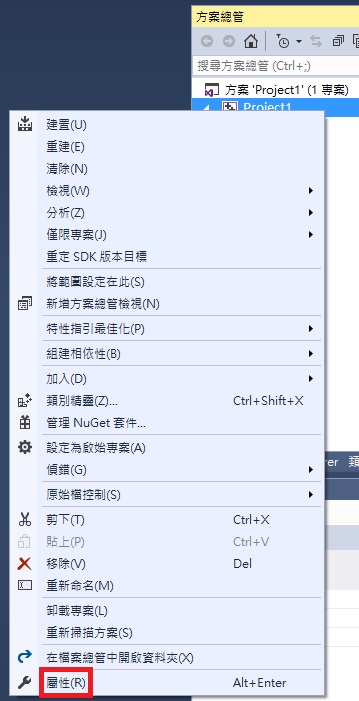 方案總管
搜尋方案總管 (Ctrl+;)
方案 'Project1' (1 專案)
Project1
建置(U)
重建(E)
清除(N)
檢視(W)
分析(Z)
僅限專案(J)
重定 SDK 版本目標
將範圍設定在此(S)
新增方案總管檢視(N)
特性指引最佳化(P)
組建相依性(B)
加入(D)
類別精靈(Z)... Ctrl+Shift+X
管理 NuGet 套件...
設定為啟始專案(A)
偵錯(G)
rer 類
原始檔控制(S)
剪下(T) Ctrl+X
貼上(P) Ctrl+V
移除(V) Del
重新命名(M)
卸載專案(L)
重新掃描方案(S)
在檔案總管中開啟資料夾(X)
屬性(R) Alt+Enter